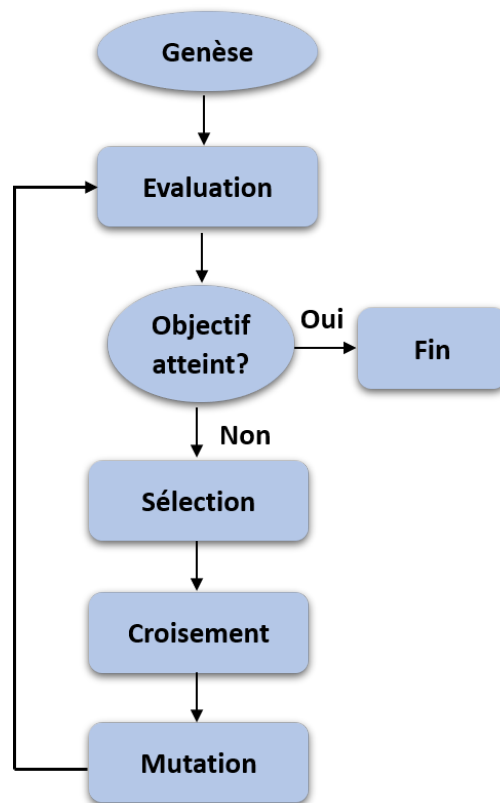 Genèse
Evaluation
Objectif
atteint?
Oui
Fin
Non
Sélection
Croisement
Mutation